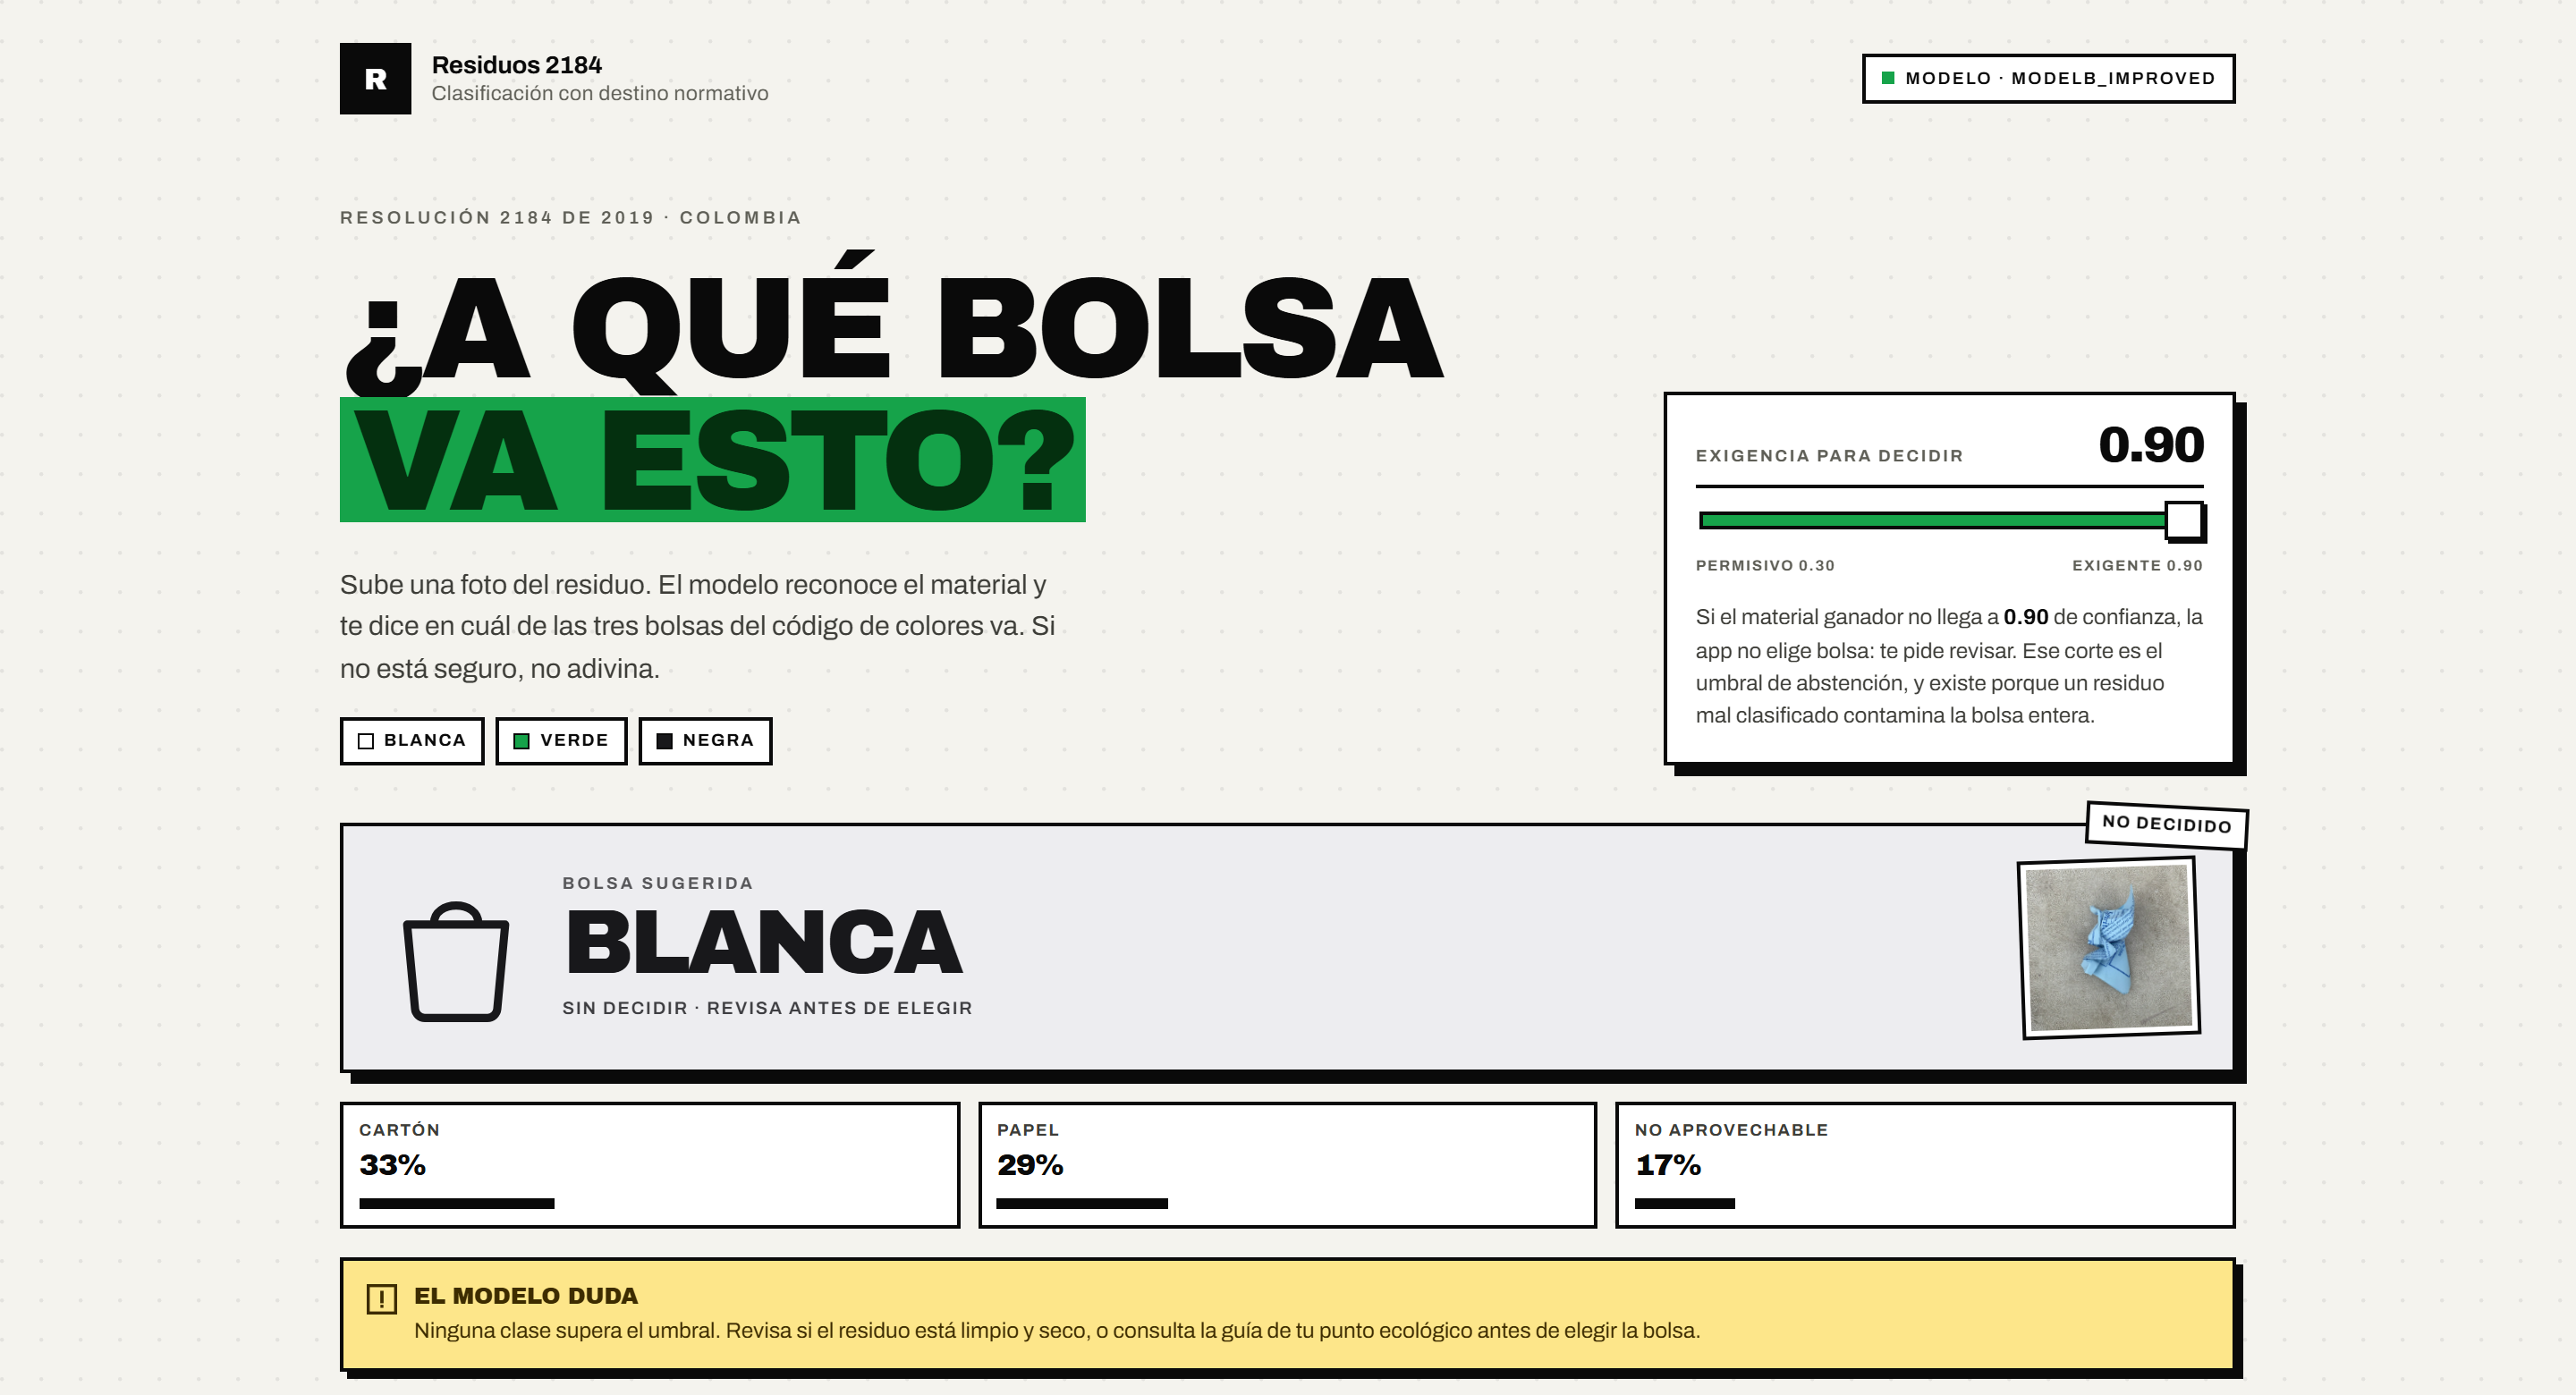 R
Residuos 2184
Clasificación con destino normativo
MODELO · MODELB_IMPROVED
RESOLUCIÓN 2184 DE 2019 · COLOMBIA
¿A QUÉ BOLSA
VA ESTO?
Sube una foto del residuo. El modelo reconoce el material y
te dice en cuál de las tres bolsas del código de colores va. Si
no está seguro, no adivina.
BLANCA
VERDE
NEGRA
EXIGENCIA PARA DECIDIR
0.90
PERMISIVO 0.30
EXIGENTE 0.90
Si el material ganador no llega a 0.90 de confianza, la
app no elige bolsa: te pide revisar. Ese corte es el
umbral de abstención, y existe porque un residuo
mal clasificado contamina la bolsa entera.
NO DECIDIDO
BOLSA SUGERIDA
BLANCA
SIN DECIDIR · REVISA ANTES DE ELEGIR
CARTÓN
33%
PAPEL
29%
NO APROVECHABLE
17%
EL MODELO DUDA
Ninguna clase supera el umbral. Revisa si el residuo está limpio y seco, o consulta la guía de tu punto ecológico antes de elegir la bolsa.